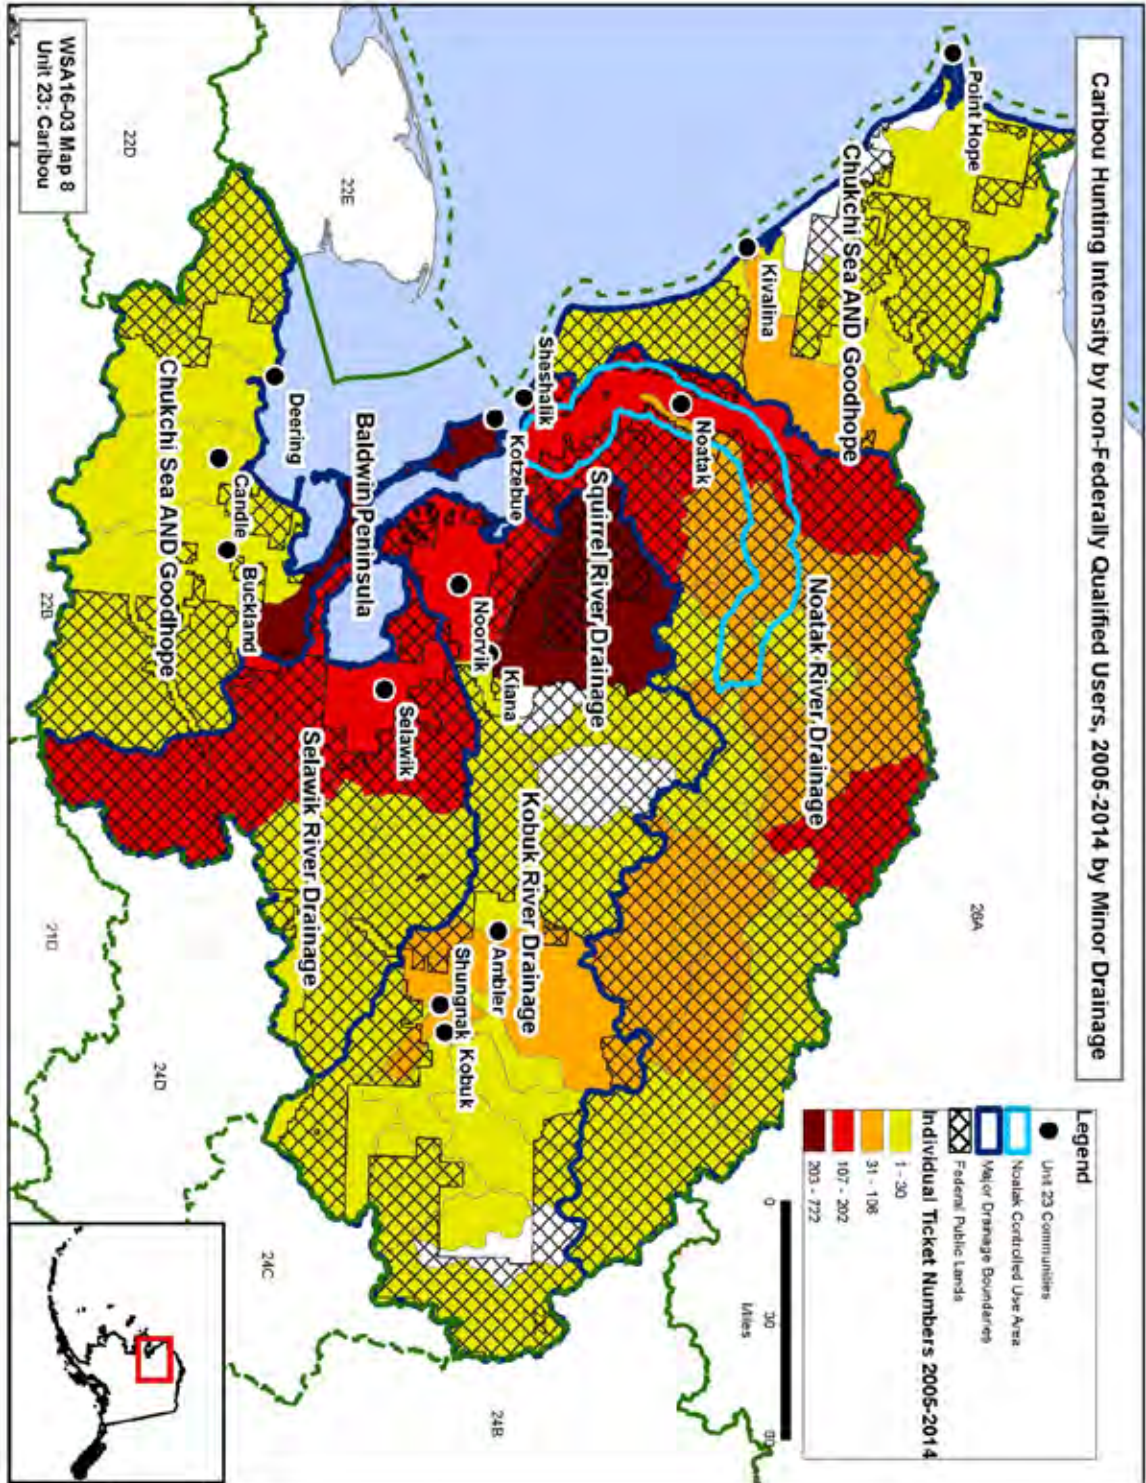 Caribou Hunting Intensity by non-Federally Qualified Users, 2005-2014 by Minor Drainage
Point Hope
Chukchi Sea AND Goodhope
Kivalina
Noatak
Noatak River Drainage
26A
Sheshalik
Kotzebue
Squirrel River Drainage
Baldwin Peninsula
Noorvik
Kiana
Kobuk River Drainage
Ambler
Shungnak
Kobuk
Selawik
Selawik River Drainage
Deering
Candle
Buckland
Chukchi Sea AND Goodhope
22E
22D
22B
21D
24D
24C
24B
Legend
Unit 23 Communities
Noatak Controlled Use Area
Major Drainage Boundaries
Federal Public Lands
Individual Ticket Numbers 2005-2014
1 - 30
31 - 106
107 - 202
203 - 722
0 30 60
Miles
WSA16-03 Map 8
Unit 23: Caribou